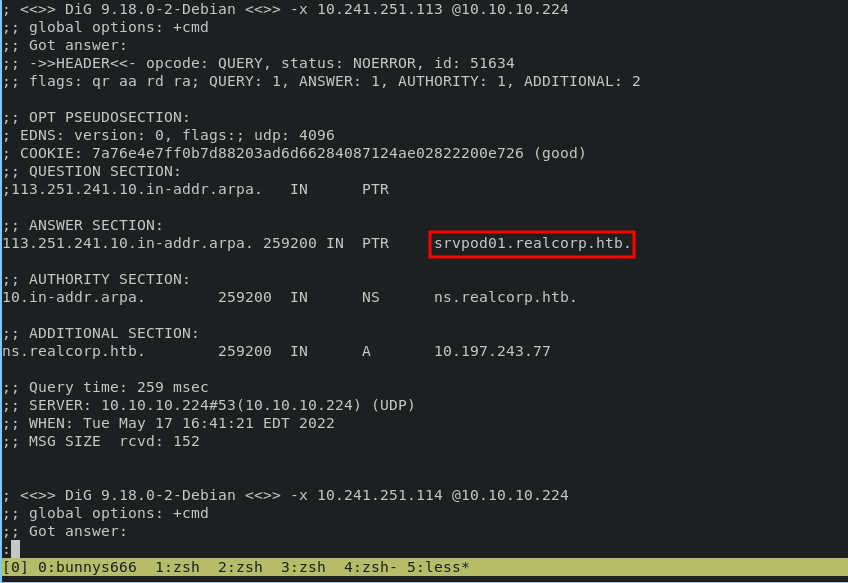 ; <<>> DiG 9.18.0-2-Debian <<>> -x 10.241.251.113 @10.10.10.224
;; global options: +cmd
;; Got answer:
;; ->>HEADER<<- opcode: QUERY, status: NOERROR, id: 51634
;; flags: qr aa rd ra; QUERY: 1, ANSWER: 1, AUTHORITY: 1, ADDITIONAL: 2

;; OPT PSEUDOSECTION:
; EDNS: version: 0, flags:; udp: 4096
; COOKIE: 7a76e4e7ff0b7d88203ad6d66284087124ae02822200e726 (good)
;; QUESTION SECTION:
;113.251.241.10.in-addr.arpa.   IN      PTR

;; ANSWER SECTION:
113.251.241.10.in-addr.arpa. 259200 IN  PTR     srvpod01.realcorp.htb.

;; AUTHORITY SECTION:
10.in-addr.arpa.        259200  IN      NS      ns.realcorp.htb.

;; ADDITIONAL SECTION:
ns.realcorp.htb.        259200  IN      A       10.197.243.77

;; Query time: 259 msec
;; SERVER: 10.10.10.224#53(10.10.10.224) (UDP)
;; WHEN: Tue May 17 16:41:21 EDT 2022
;; MSG SIZE  rcvd: 152

; <<>> DiG 9.18.0-2-Debian <<>> -x 10.241.251.114 @10.10.10.224
;; global options: +cmd
;; Got answer:
:
[0] 0:bunnys666  1:zsh  2:zsh  3:zsh  4:zsh- 5:less*